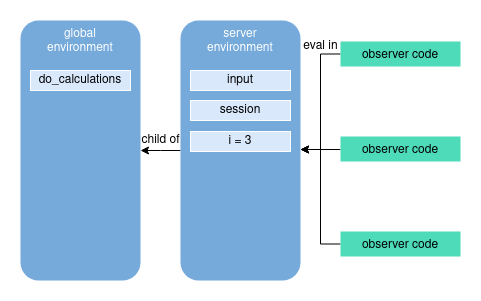 global
environment
do_calculations
child of
server
environment
input
session
i = 3
eval in
observer code
observer code
observer code